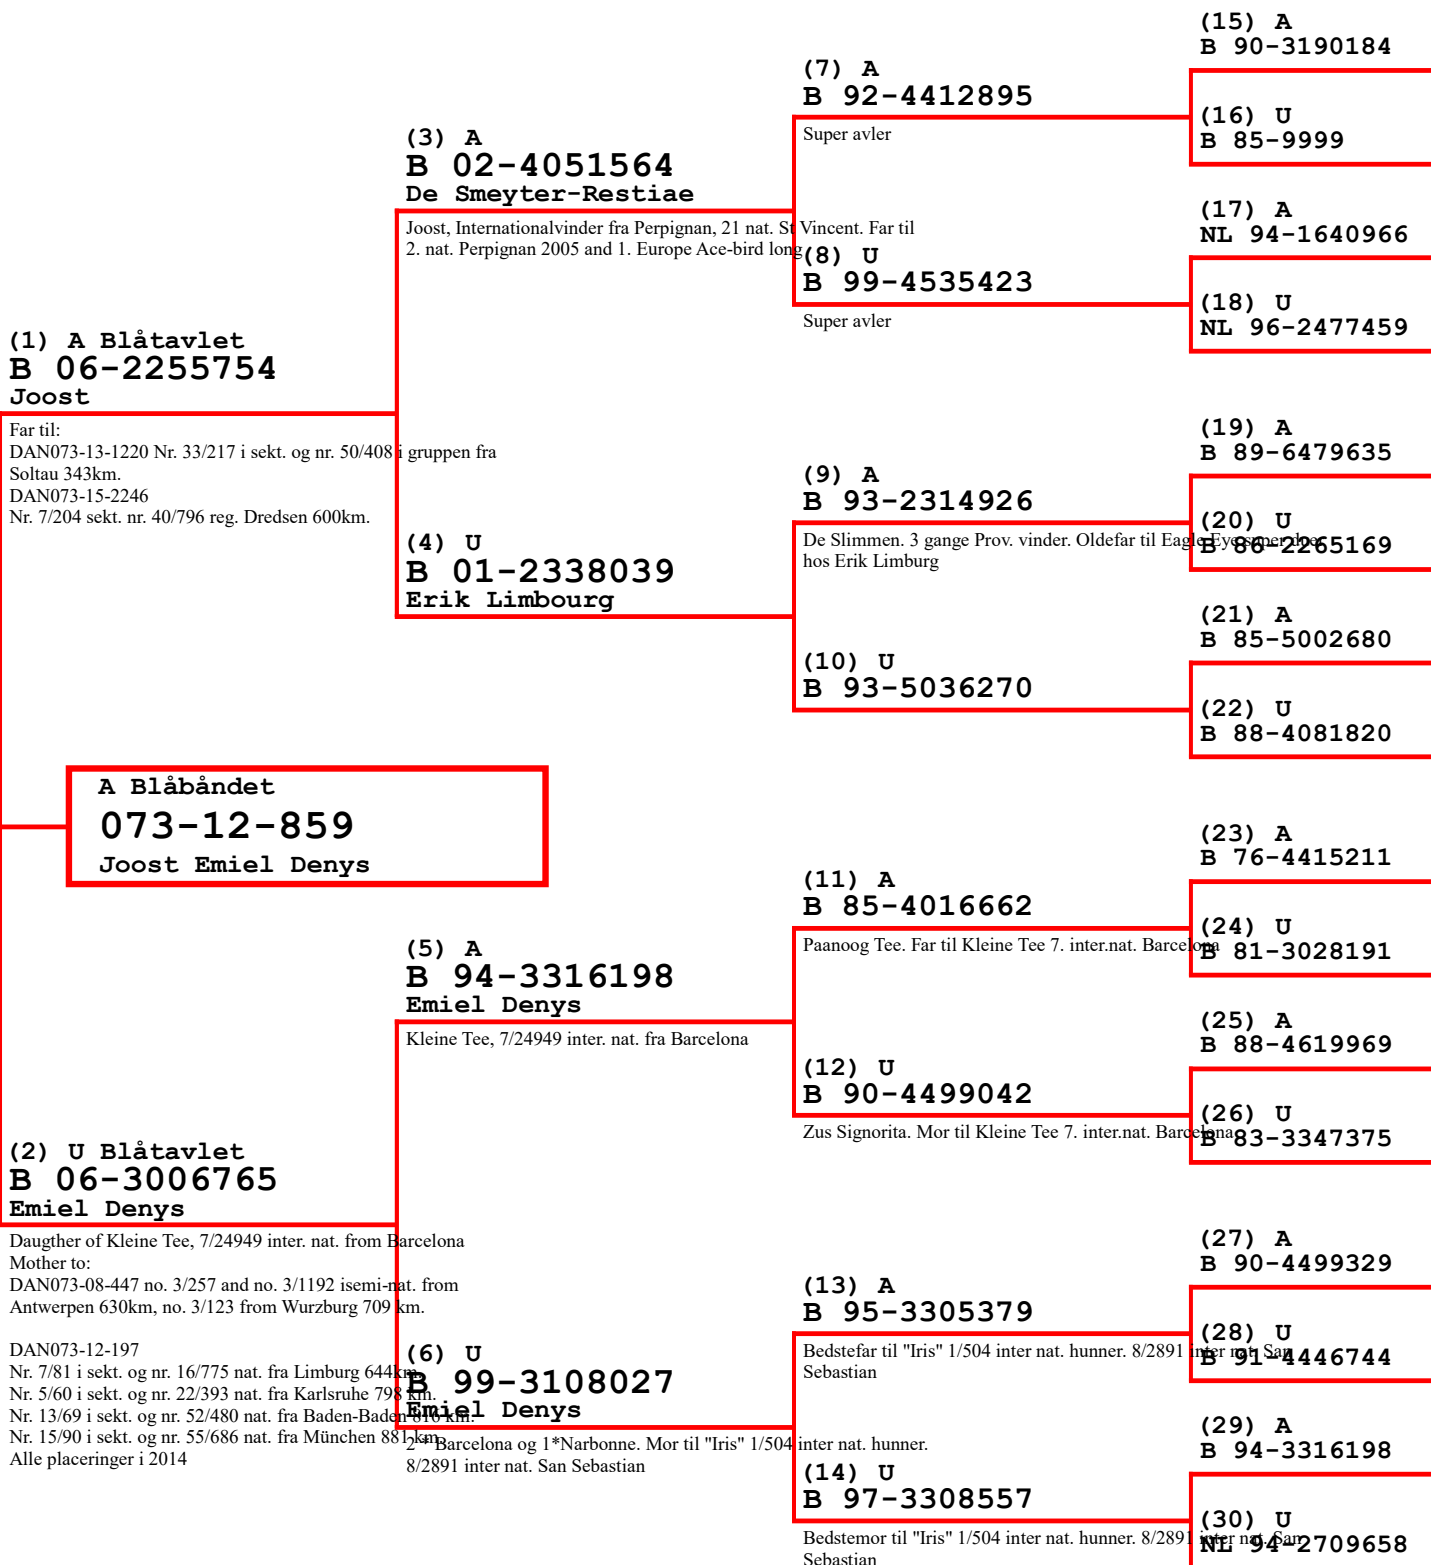 (1) A Blåtavlet
B 06-2255754
Joost
Far til:
DAN073-13-1220 Nr. 33/217 i sekt. og nr. 50/408 i gruppen fra
Soltau 343km.
DAN073-15-2246
Nr. 7/204 sekt. nr. 40/796 reg. Dredsen 600km.
A Blåbåndet
073-12-859
Joost Emiel Denys
(2) U Blåtavlet
B 06-3006765
Emiel Denys
Daugther of Kleine Tee, 7/24949 inter. nat. from Barcelona
Mother to:
DAN073-08-447 no. 3/257 and no. 3/1192 isemi-nat. from
Antwerpen 630km, no. 3/123 from Wurzburg 709 km.
DAN073-12-197
Nr. 7/81 i sekt. og nr. 16/775 nat. fra Limburg 644km.
Nr. 5/60 i sekt. og nr. 22/393 nat. fra Karlsruhe 798 km.
Nr. 13/69 i sekt. og nr. 52/480 nat. fra Baden-Baden 816 km.
Nr. 15/90 i sekt. og nr. 55/686 nat. fra München 881 km.
Alle placeringer i 2014
(3) A
B 02-4051564
De Smeyter-Restiae
Joost, Internationalvinder fra Perpignan, 21 nat. St Vincent. Far til
2. nat. Perpignan 2005 and 1. Europe Ace-bird long
(4) U
B 01-2338039
Erik Limbourg
(5) A
B 94-3316198
Emiel Denys
Kleine Tee, 7/24949 inter. nat. fra Barcelona
(6) U
B 99-3108027
Emiel Denys
2 * Barcelona og 1*Narbonne. Mor til "Iris" 1/504 inter nat. hunner.
8/2891 inter nat. San Sebastian
(7) A
B 92-4412895
Super avler
(8) U
B 99-4535423
Super avler
(9) A
B 93-2314926
De Slimmen. 3 gange Prov. vinder. Oldefar til Eagle Eye super
hos Erik Limburg
(10) U
B 93-5036270
(11) A
B 85-4016662
Paanoog Tee. Far til Kleine Tee 7. inter.nat. Barcelona
(12) U
B 90-4499042
Zus Signorita. Mor til Kleine Tee 7. inter.nat. Barcelona
(13) A
B 95-3305379
Bedstefar til "Iris" 1/504 inter nat. hunner. 8/2891 inter nat. San
Sebastian
(14) U
B 97-3308557
Bedstemor til "Iris" 1/504 inter nat. hunner. 8/2891 inter nat. San
Sebastian
(15) A
B 90-3190184
(16) U
B 85-9999
(17) A
NL 94-1640966
(18) U
NL 96-2477459
(19) A
B 89-6479635
(20) U
B 86-2265169
(21) A
B 85-5002680
(22) U
B 88-4081820
(23) A
B 76-4415211
(24) U
B 81-3028191
(25) A
B 88-4619969
(26) U
B 83-3347375
(27) A
B 90-4499329
(28) U
B 91-4446744
(29) A
B 94-3316198
(30) U
NL 94-2709658